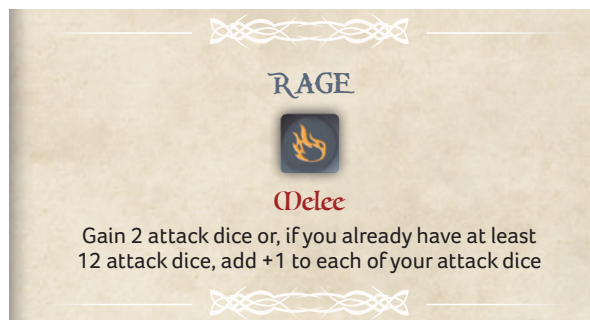 RAGE
Melee
Gain 2 attack dice or, if you already have at least
12 attack dice, add +1 to each of your attack dice